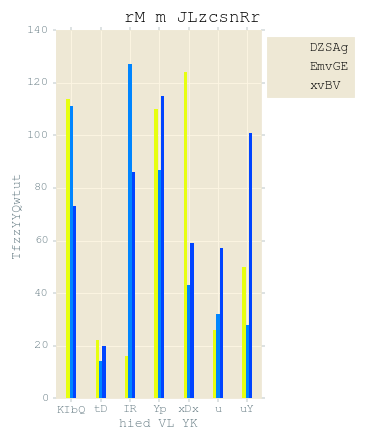 rM m JLzcsnRr
DZSAg
EmvGE
xvBV
TfzzYYQwtut
140
120
100
80
60
40
20
0
KIbQ tD IR Yp xDx u uY
hied VL YK